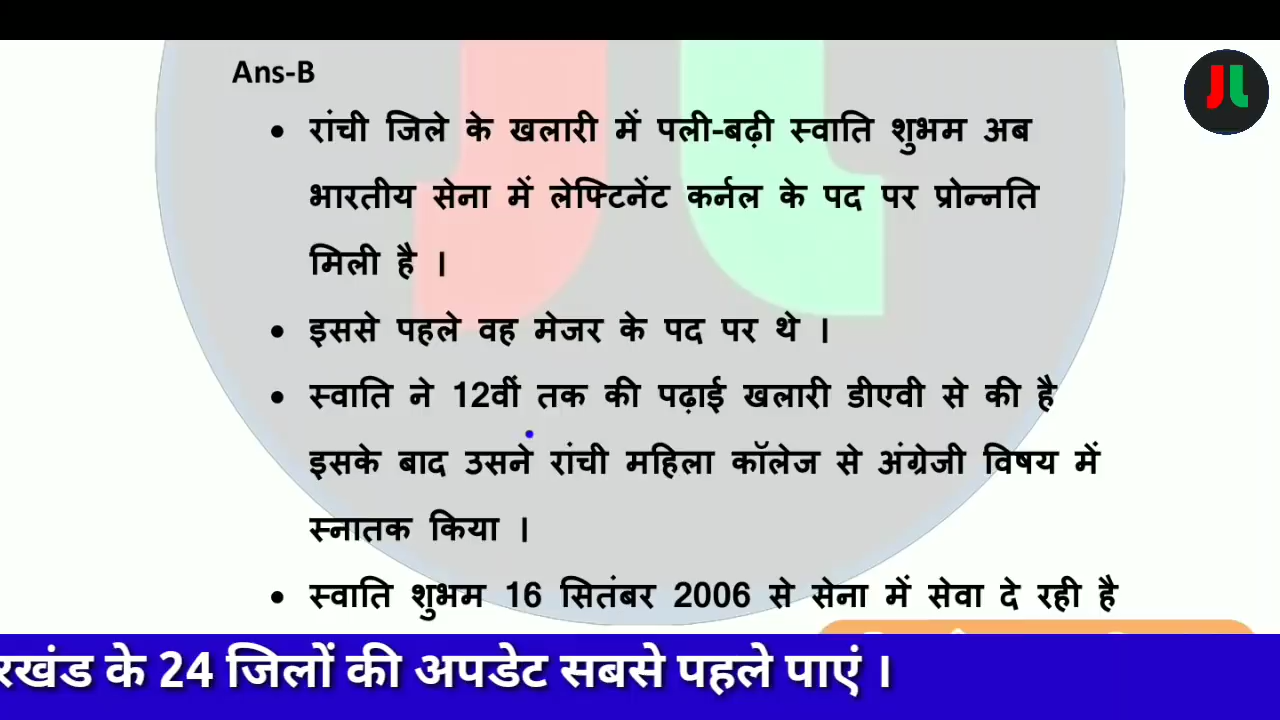 Ans-B
• रांची जिले के खलारी में पली-बढ़ी स्वाति शुभम अब
भारतीय सेना में लेफ्टिनेंट कर्नल के पद पर प्रोन्नति
मिली है ।
• इससे पहले वह मेजर के पद पर थे ।
• स्वाति ने 12वीं तक की पढ़ाई खलारी डीएवी से की है
इसके बाद उसने रांची महिला कॉलेज से अंग्रेजी विषय में
स्नातक किया ।
• स्वाति शुभम 16 सितंबर 2006 से सेना में सेवा दे रही है
रखंड के 24 जिलों की अपडेट सबसे पहले पाएं ।